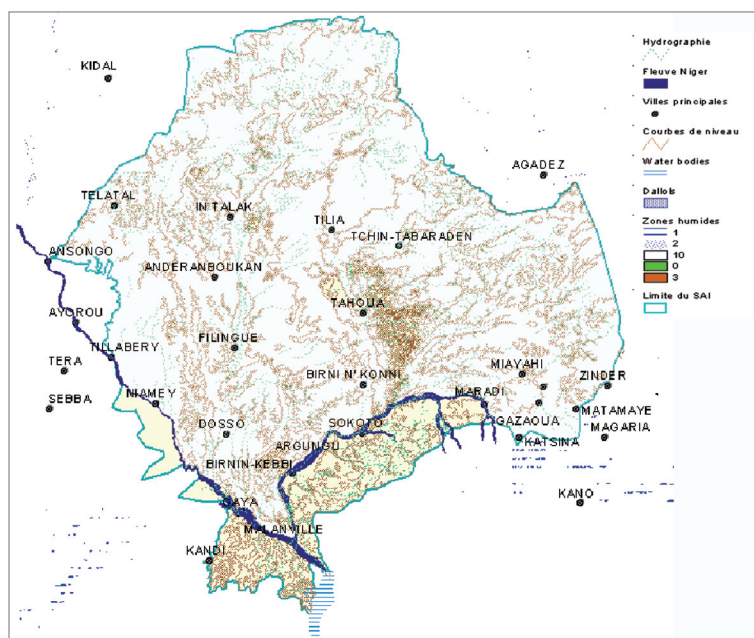 KIDAL
AGADEZ
TELATAL
IN TALAK
TILIA
TCHIN-TABARADEN
ANSONGO
ANDERANBOUKAN
TAHOUA
AYOROU
FILINGUE
TILLABERY
TERA
BIRNI N'KONNI
MIAYAHI
ZINDER
SEBBA
NIAMEY
MARADI
MATAMAYE
DOSSO
SOKOTO
GAZAOUA
KATSINA
MAGARIA
ARGUNGU
BIRNIN-KEBBI
GAYA
KANO
MALANVILLE
KANDI
Hydrographie
Fleuve Niger
Villes principales
Courbes de niveau
Water bodies
Dallols
Zones humides
1
2
10
0
3
Limite du SAI